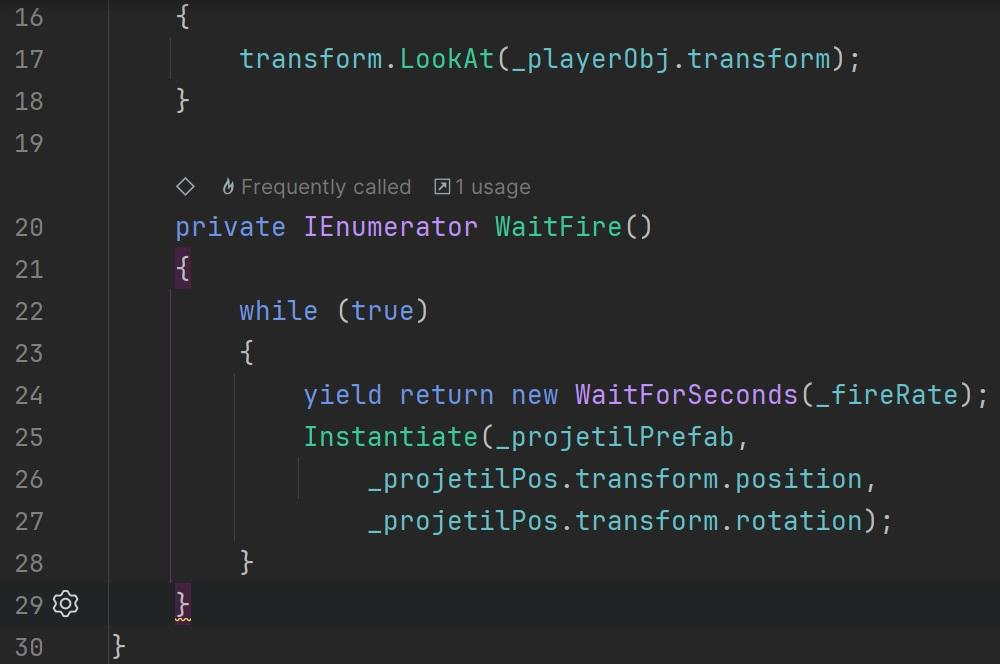 16 {
17 transform.LookAt(_playerObj.transform);
18 }
19
Frequently called 1 usage
20 private IEnumerator WaitFire()
21 {
22 while (true)
23 {
24 yield return new WaitForSeconds(_fireRate);
25 Instantiate(_projetilPrefab,
26 _projetilPos.transform.position,
27 _projetilPos.transform.rotation);
28 }
29 }
30 }